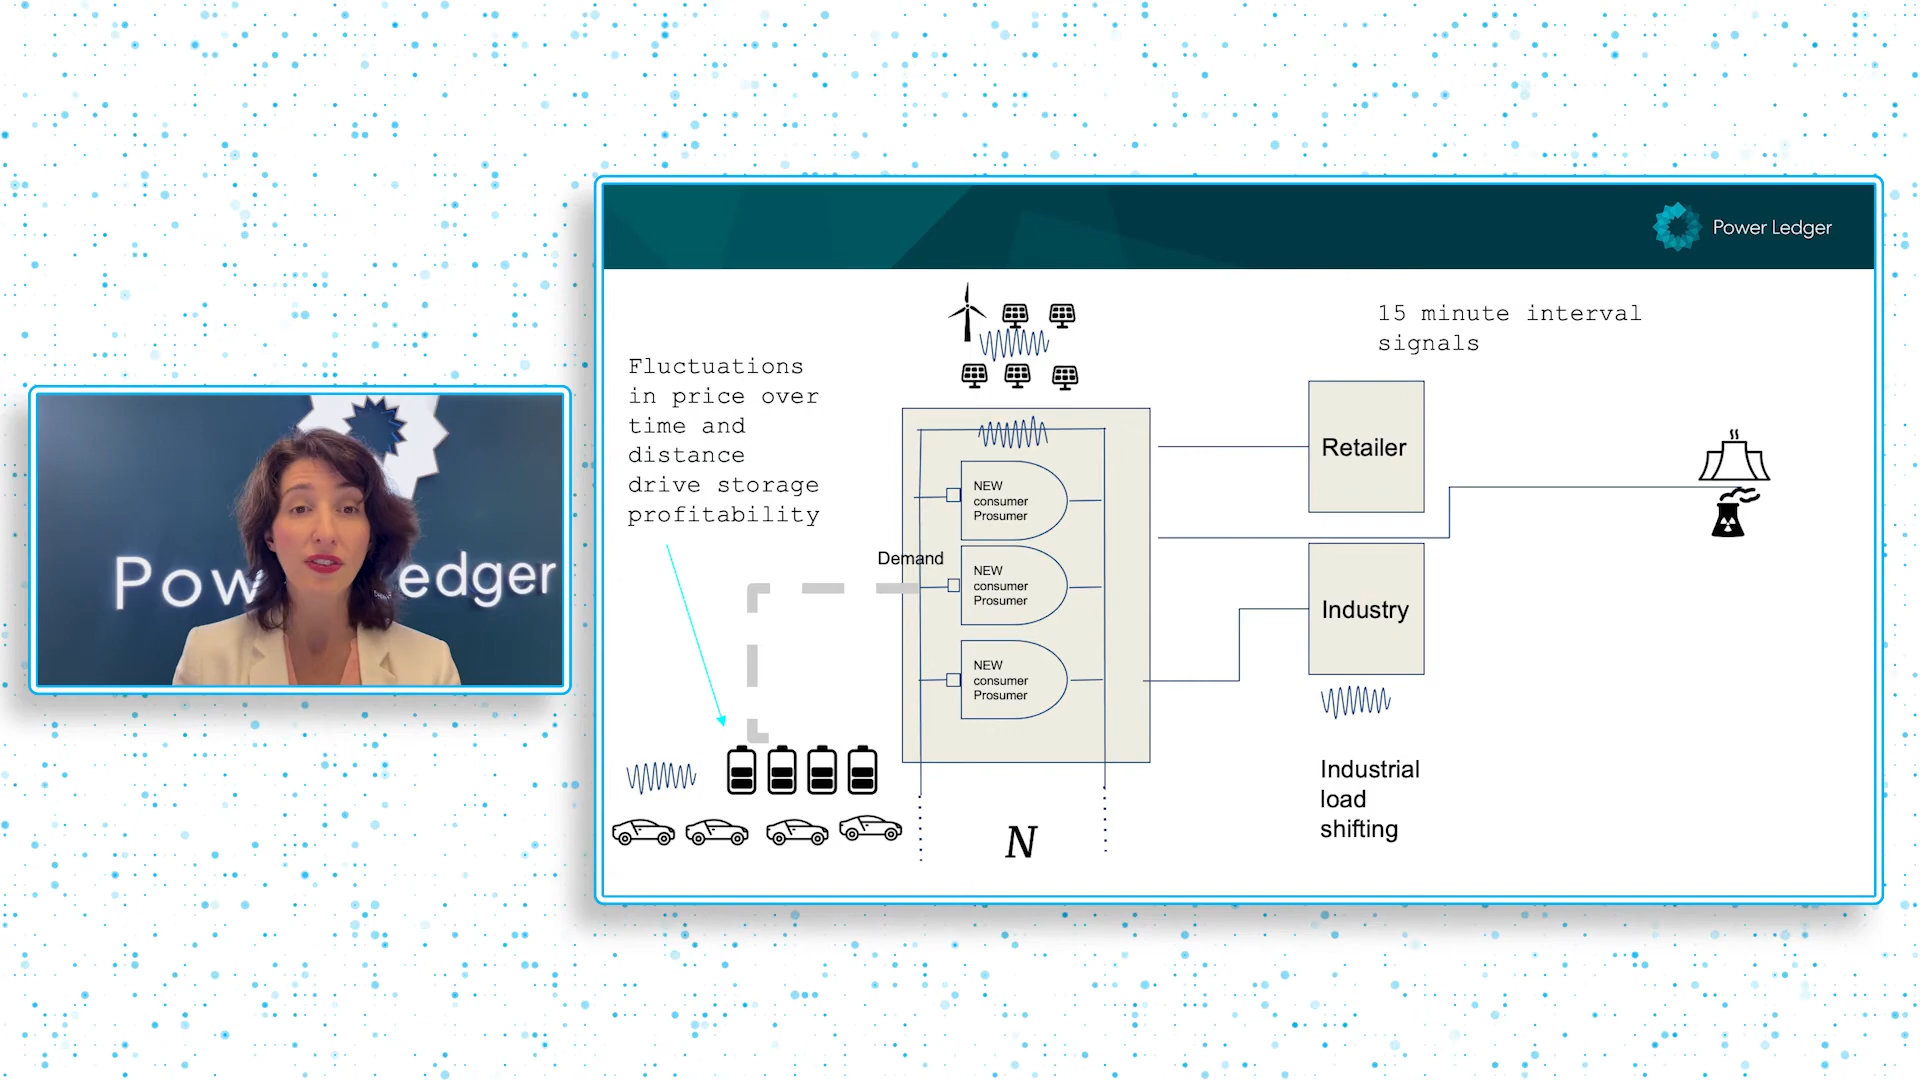 Pow edger
Power Ledger
15 minute interval
signals
Fluctuations
in price over
time and
distance
drive storage
profitability
Demand
NEW
consumer
Prosumer
NEW
consumer
Prosumer
NEW
consumer
Prosumer
Retailer
Industry
Industrial
load
shifting
N